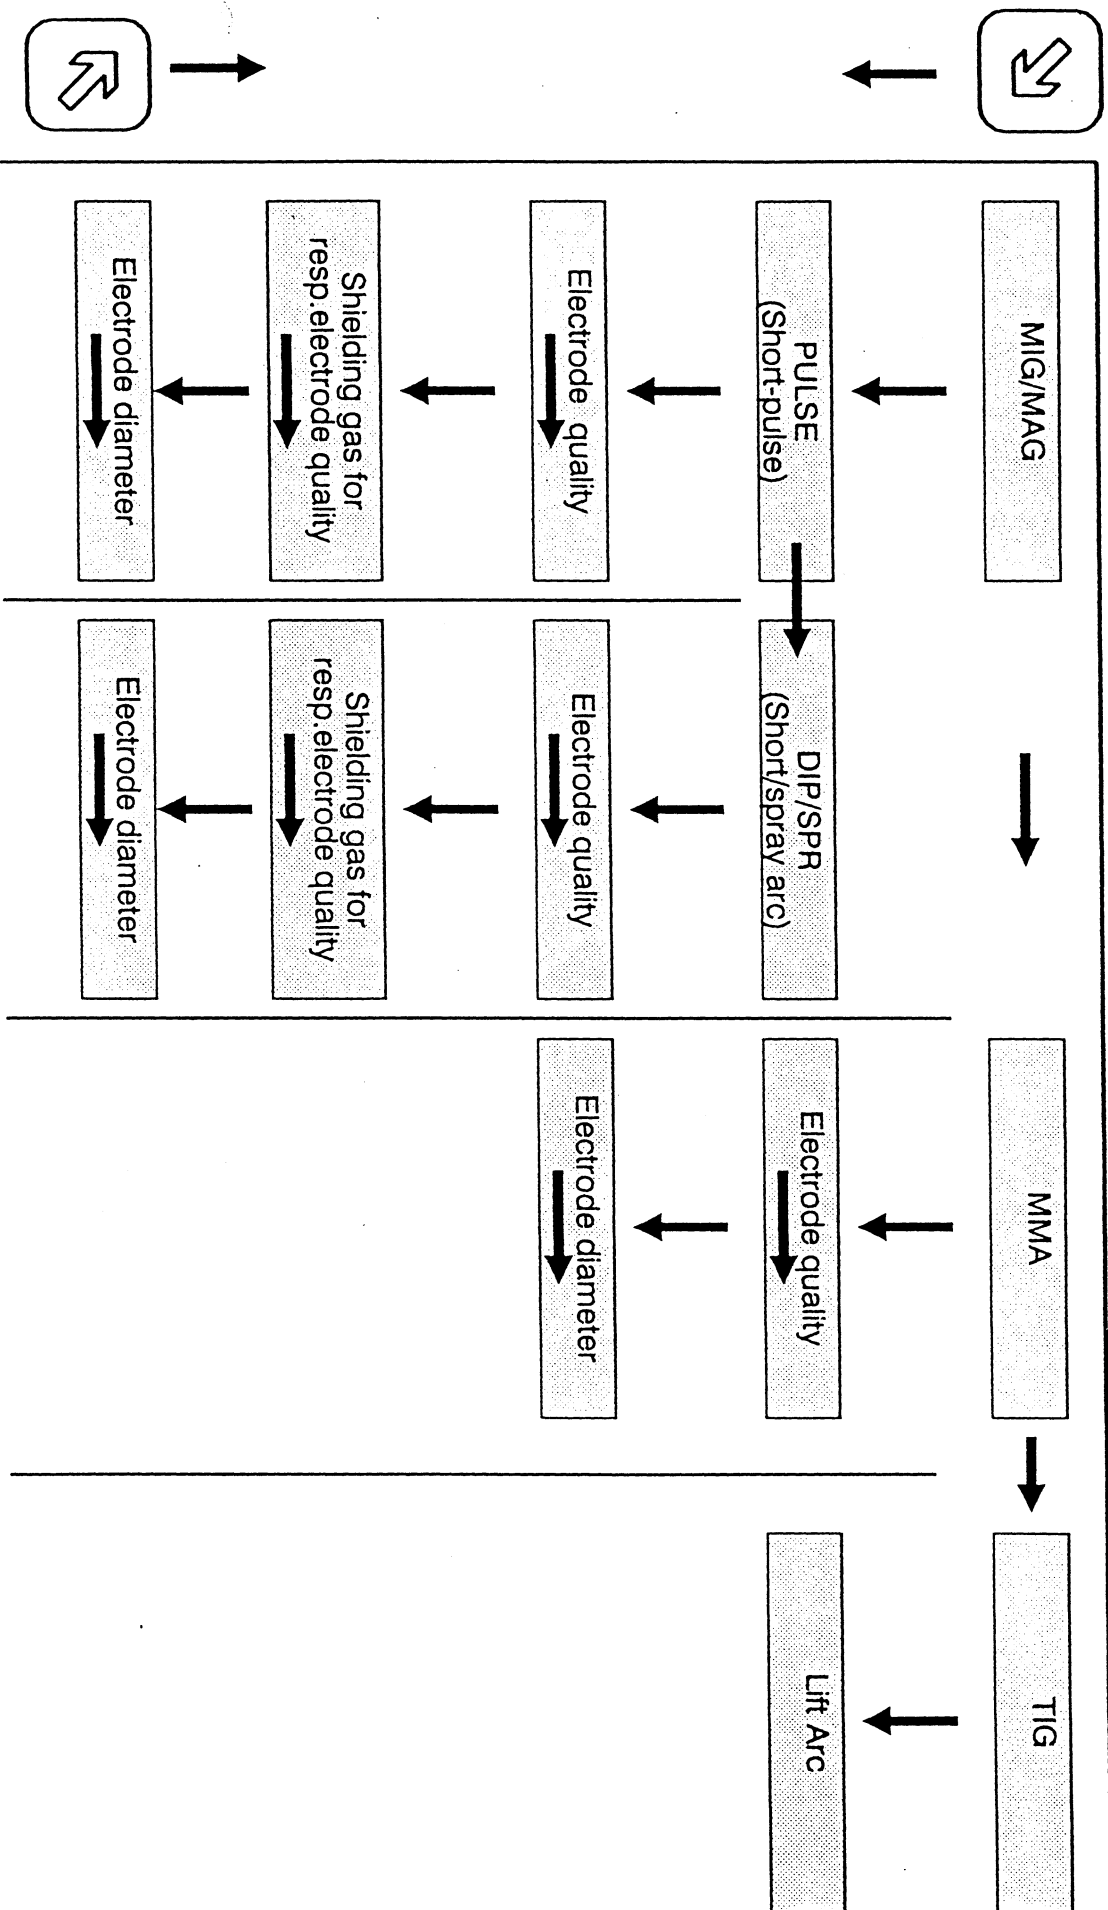 MIG/MAG
MMA
TIG
PULSE
(Short-pulse)
DIP/SPR
(Short/spray arc)
Electrode quality
Lift Arc
Electrode quality
Electrode quality
Electrode diameter
Shielding gas for
resp.electrode quality
Shielding gas for
resp.electrode quality
Electrode diameter
Electrode diameter